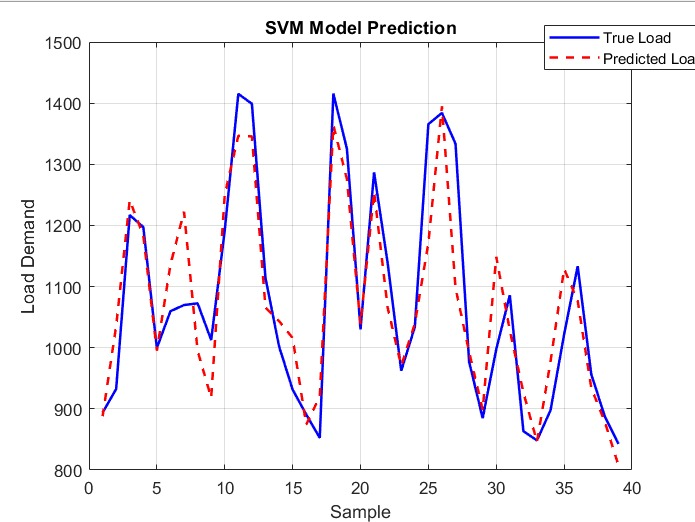 SVM Model Prediction
True Load
Predicted Loa
1500
1400
1300
1200
1100
1000
900
800
Load Demand
0 5 10 15 20 25 30 35 40
Sample